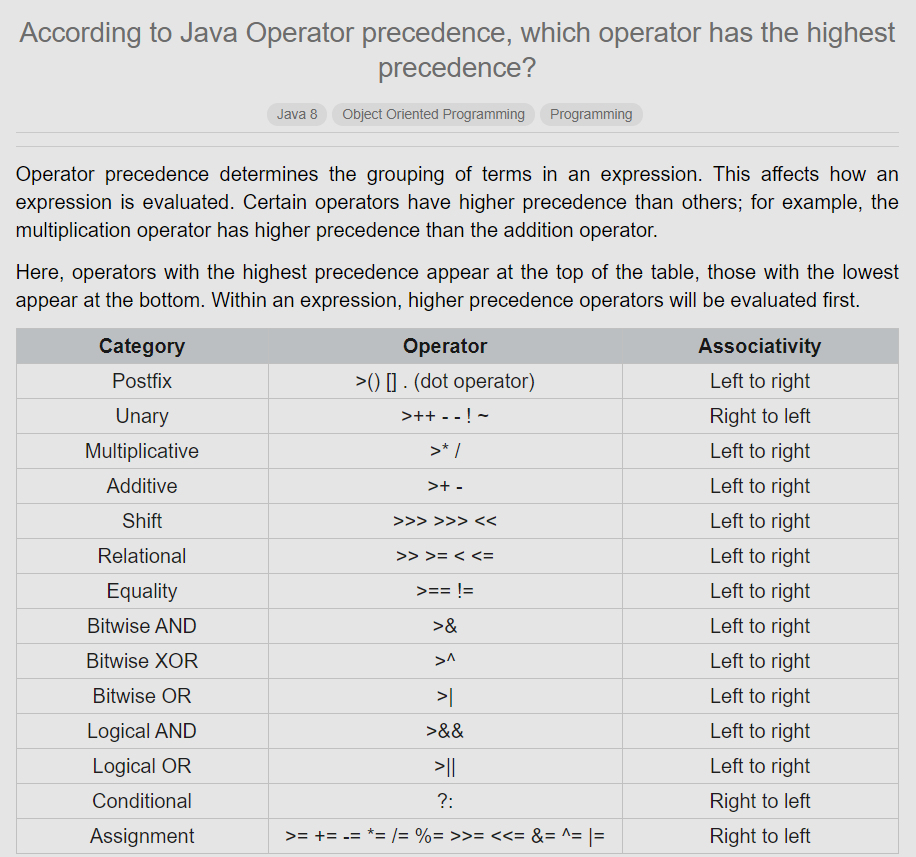 According to Java Operator precedence, which operator has the highest
precedence?
Java 8 Object Oriented Programming Programming
Operator precedence determines the grouping of terms in an expression. This affects how an
expression is evaluated. Certain operators have higher precedence than others; for example, the
multiplication operator has higher precedence than the addition operator.
Here, operators with the highest precedence appear at the top of the table, those with the lowest
appear at the bottom. Within an expression, higher precedence operators will be evaluated first.
Category Operator Associativity
Postfix >() [] . (dot operator) Left to right
Unary >++ - - ! ~ Right to left
Multiplicative >* / Left to right
Additive >+ - Left to right
Shift >>> >>> << Left to right
Relational >> >= < <= Left to right
Equality >== != Left to right
Bitwise AND >& Left to right
Bitwise XOR >^ Left to right
Bitwise OR >| Left to right
Logical AND >&& Left to right
Logical OR >|| Left to right
Conditional ?: Right to left
Assignment >= += -= *= /= %= >>= <<= &= ^= |= Right to left